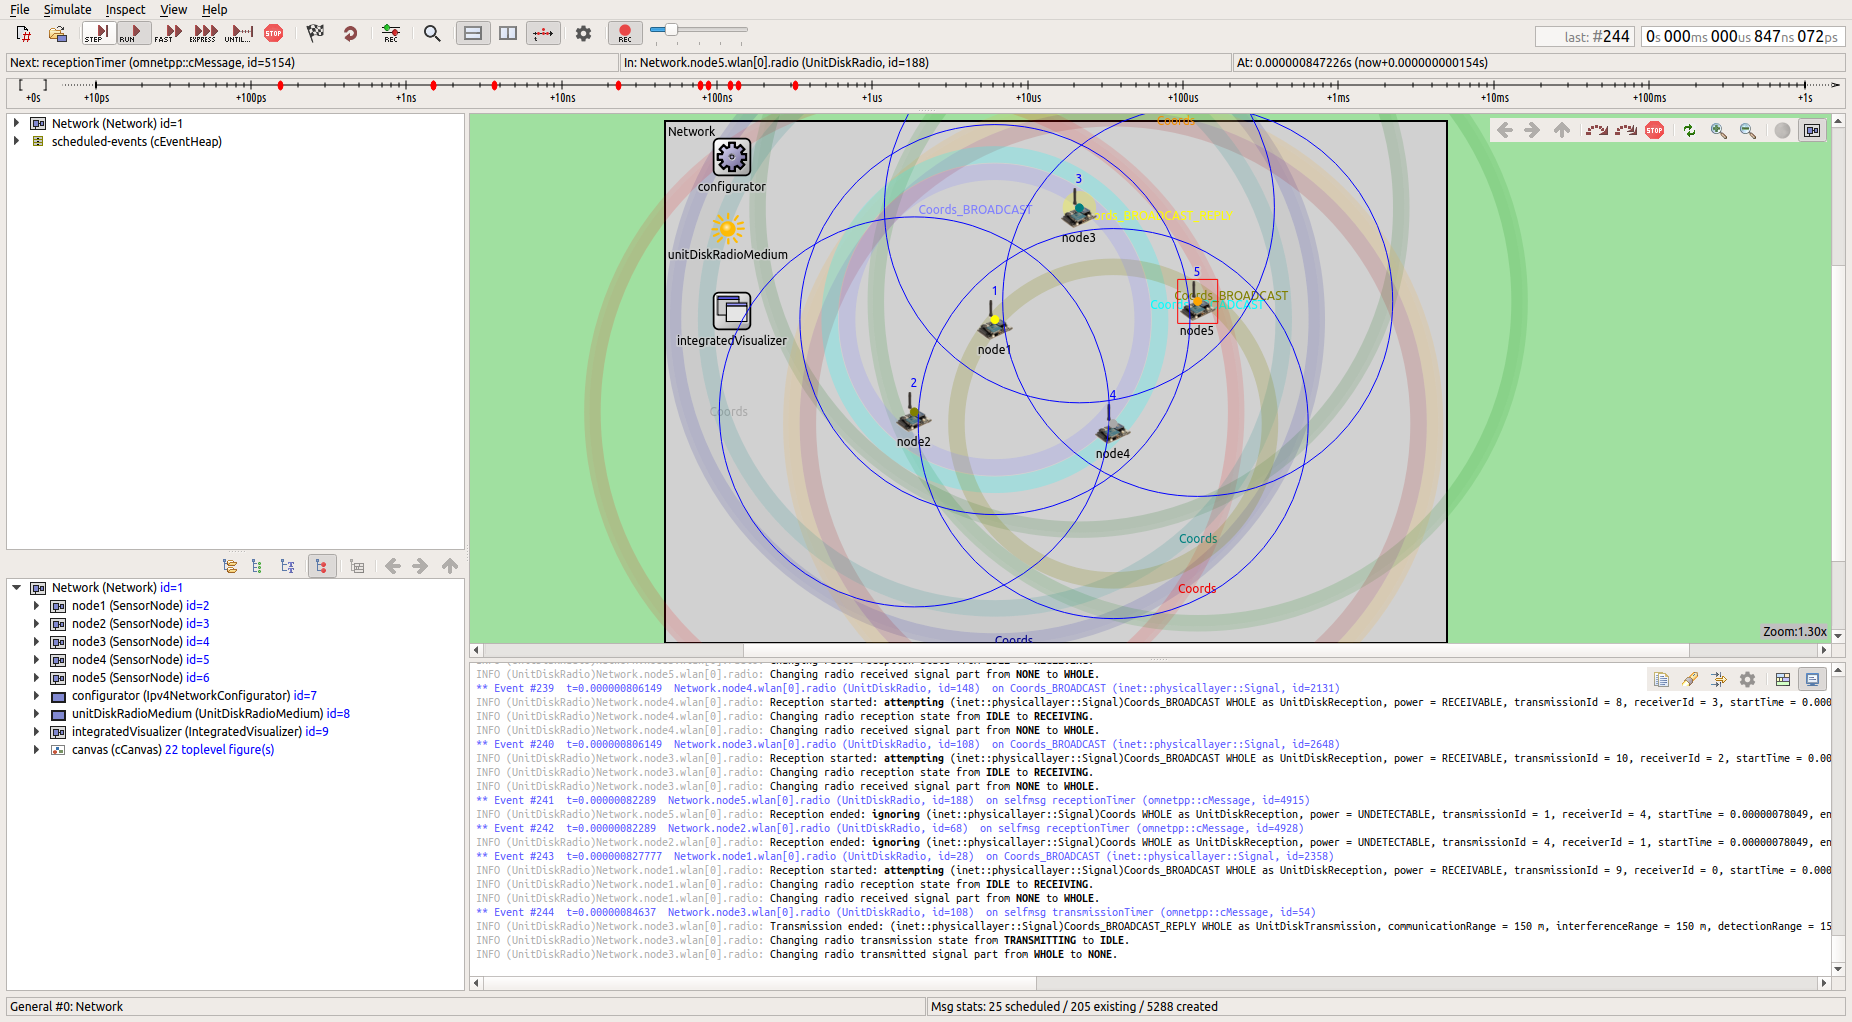 File Simulate Inspect View Help
STEP RUN FAST EXPRESS UNTIL... STOP REC REC
last: #244 0s 000ms 000us 847ns 072ps
Next: receptionTimer (omnetpp::cMessage, id=5154) In: Network.node5.wlan[0].radio (UnitDiskRadio, id=188) At: 0.000000847226s (now+0.000000000154s)
[ ]
+0s +10ps +100ps +1ns +10ns +100ns +1us +10us +100us +1ms +10ms +100ms +1s
Network (Network) id=1
scheduled-events (cEventHeap)
Network (Network) id=1
node1 (SensorNode) id=2
node2 (SensorNode) id=3
node3 (SensorNode) id=4
node4 (SensorNode) id=5
node5 (SensorNode) id=6
configurator (Ipv4NetworkConfigurator) id=7
unitDiskRadioMedium (UnitDiskRadioMedium) id=8
integratedVisualizer (IntegratedVisualizer) id=9
canvas (cCanvas) 22 toplevel figure(s)
Coords
Network
STOP
configurator
3
Coords_BROADCAST
ords_BROADCAST_REPLY
node3
unitDiskRadioMedium
5
1
Coords_BROADCAST
node5
integratedVisualizer
node1
2
4
Coords
node2
node4
Coords
Coords
Coords
Zoom:1.30x
INFO (UnitDiskRadio)Network.node5.wlan[0].radio: Changing radio reception state from IDLE to RECEIVING.
INFO (UnitDiskRadio)Network.node5.wlan[0].radio: Changing radio received signal part from NONE to WHOLE.
** Event #239 t=0.000000806149 Network.node4.wlan[0].radio (UnitDiskRadio, id=148) on Coords_BROADCAST (inet::physicallayer::Signal, id=2131)
INFO (UnitDiskRadio)Network.node4.wlan[0].radio: Reception started: attempting (inet::physicallayer::Signal)Coords_BROADCAST WHOLE as UnitDiskReception, power = RECEIVABLE, transmissionId = 8, receiverId = 3, startTime = 0.000
INFO (UnitDiskRadio)Network.node4.wlan[0].radio: Changing radio reception state from IDLE to RECEIVING.
INFO (UnitDiskRadio)Network.node4.wlan[0].radio: Changing radio received signal part from NONE to WHOLE.
** Event #240 t=0.000000806149 Network.node3.wlan[0].radio (UnitDiskRadio, id=108) on Coords_BROADCAST (inet::physicallayer::Signal, id=2648)
INFO (UnitDiskRadio)Network.node3.wlan[0].radio: Reception started: attempting (inet::physicallayer::Signal)Coords_BROADCAST WHOLE as UnitDiskReception, power = RECEIVABLE, transmissionId = 10, receiverId = 2, startTime = 0.00
INFO (UnitDiskRadio)Network.node3.wlan[0].radio: Changing radio reception state from IDLE to RECEIVING.
INFO (UnitDiskRadio)Network.node3.wlan[0].radio: Changing radio received signal part from NONE to WHOLE.
** Event #241 t=0.00000082289 Network.node5.wlan[0].radio (UnitDiskRadio, id=188) on selfmsg receptionTimer (omnetpp::cMessage, id=4915)
INFO (UnitDiskRadio)Network.node5.wlan[0].radio: Reception ended: ignoring (inet::physicallayer::Signal)Coords WHOLE as UnitDiskReception, power = UNDETECTABLE, transmissionId = 1, receiverId = 4, startTime = 0.00000078049, en
** Event #242 t=0.00000082289 Network.node2.wlan[0].radio (UnitDiskRadio, id=68) on selfmsg receptionTimer (omnetpp::cMessage, id=4928)
INFO (UnitDiskRadio)Network.node2.wlan[0].radio: Reception ended: ignoring (inet::physicallayer::Signal)Coords WHOLE as UnitDiskReception, power = UNDETECTABLE, transmissionId = 4, receiverId = 1, startTime = 0.00000078049, en
** Event #243 t=0.000000827777 Network.node1.wlan[0].radio (UnitDiskRadio, id=28) on Coords_BROADCAST (inet::physicallayer::Signal, id=2358)
INFO (UnitDiskRadio)Network.node1.wlan[0].radio: Reception started: attempting (inet::physicallayer::Signal)Coords_BROADCAST WHOLE as UnitDiskReception, power = RECEIVABLE, transmissionId = 9, receiverId = 0, startTime = 0.000
INFO (UnitDiskRadio)Network.node1.wlan[0].radio: Changing radio reception state from IDLE to RECEIVING.
INFO (UnitDiskRadio)Network.node1.wlan[0].radio: Changing radio received signal part from NONE to WHOLE.
** Event #244 t=0.00000084637 Network.node3.wlan[0].radio (UnitDiskRadio, id=108) on selfmsg transmissionTimer (omnetpp::cMessage, id=54)
INFO (UnitDiskRadio)Network.node3.wlan[0].radio: Transmission ended: (inet::physicallayer::Signal)Coords_BROADCAST_REPLY WHOLE as UnitDiskTransmission, communicationRange = 150 m, interferenceRange = 150 m, detectionRange = 15
INFO (UnitDiskRadio)Network.node3.wlan[0].radio: Changing radio transmission state from TRANSMITTING to IDLE.
INFO (UnitDiskRadio)Network.node3.wlan[0].radio: Changing radio transmitted signal part from WHOLE to NONE.
General #0: Network Msg stats: 25 scheduled / 205 existing / 5288 created